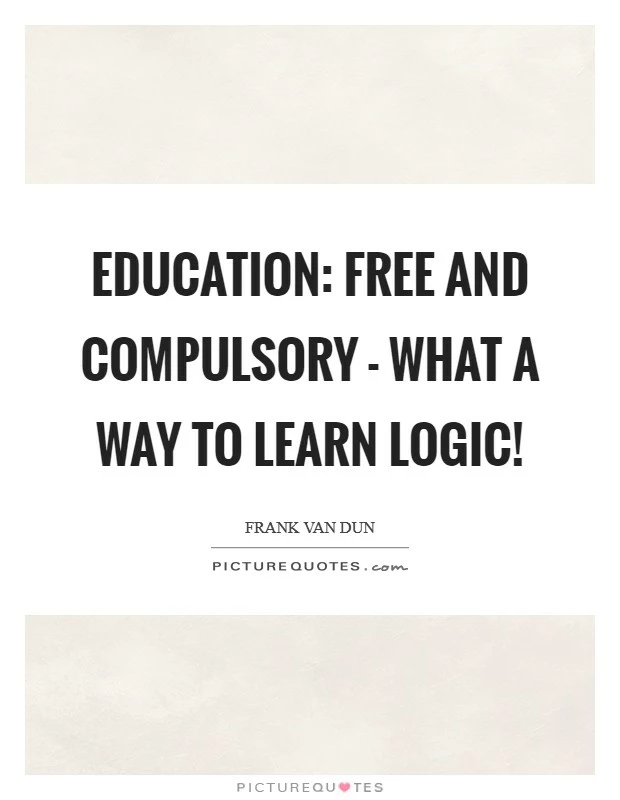 EDUCATION: FREE AND
COMPULSORY - WHAT A
WAY TO LEARN LOGIC!
FRANK VAN DUN
PICTUREQUOTES.com
PICTUREQUOTES